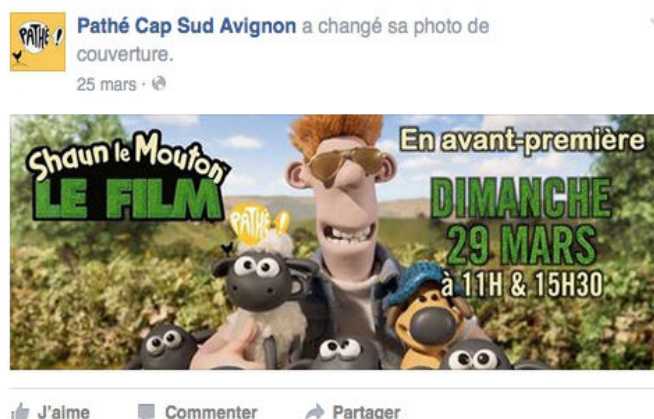 PATHÉ !
Pathé Cap Sud Avignon a changé sa photo de
couverture.
25 mars ·
Shaun le Mouton
LE FILM
PATHÉ !
En avant-première
DIMANCHE
29 MARS
à 11H & 15H30
J'aime Commenter Partager